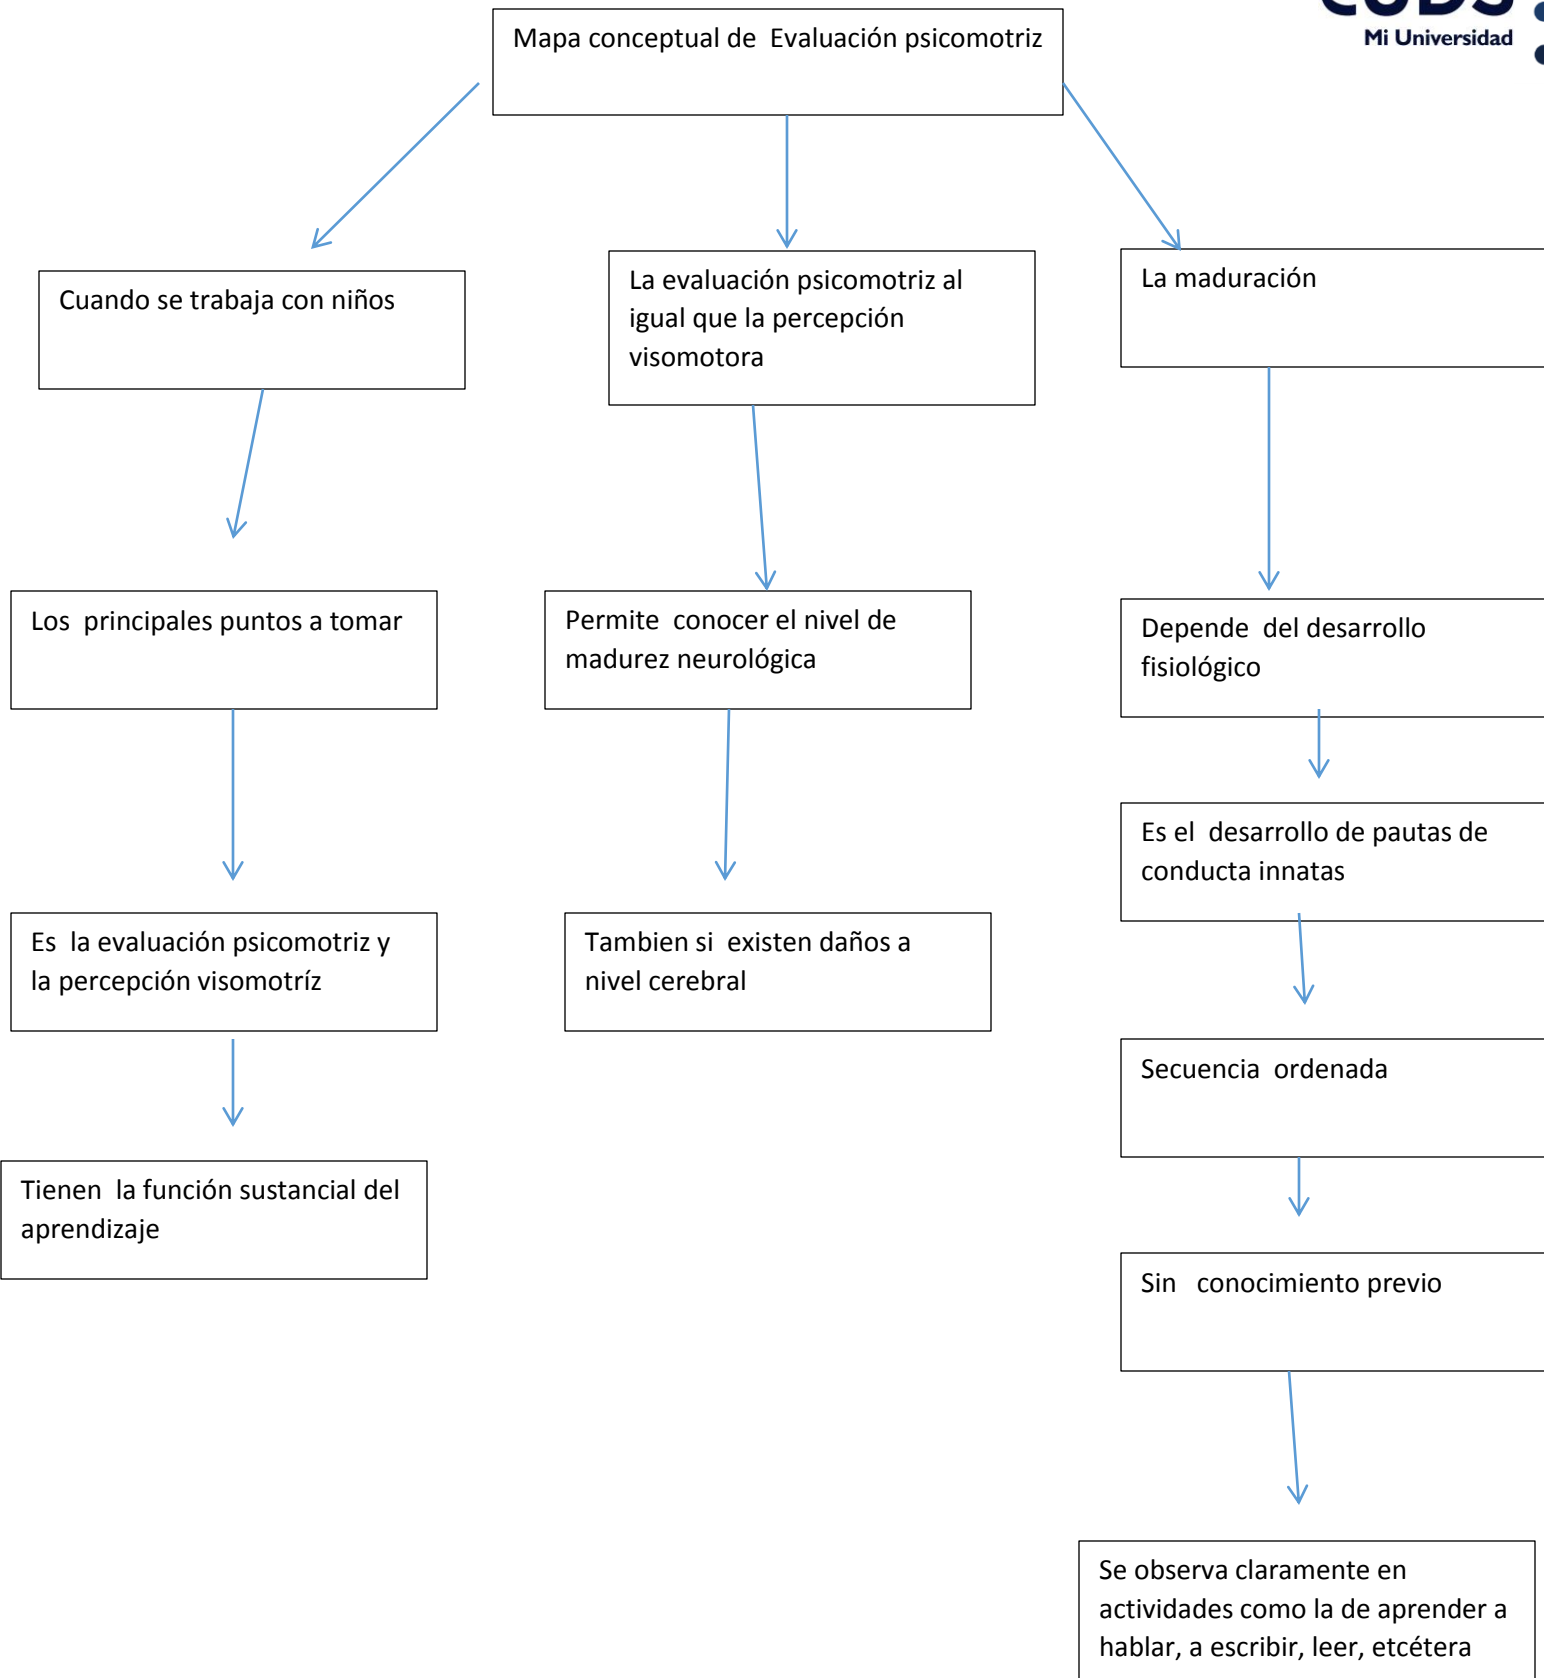 Mi Universidad
Mapa conceptual de  Evaluación psicomotriz
Cuando se trabaja con niños
Los  principales puntos a tomar
Es  la evaluación psicomotriz y
la percepción visomotríz
Tienen  la función sustancial del
aprendizaje
La evaluación psicomotriz al
igual que la percepción
visomotora
Permite  conocer el nivel de
madurez neurológica
Tambien si  existen daños a
nivel cerebral
La maduración
Depende  del desarrollo
fisiológico
Es el  desarrollo de pautas de
conducta innatas
Secuencia  ordenada
Sin   conocimiento previo
Se observa claramente en
actividades como la de aprender a
hablar, a escribir, leer, etcétera